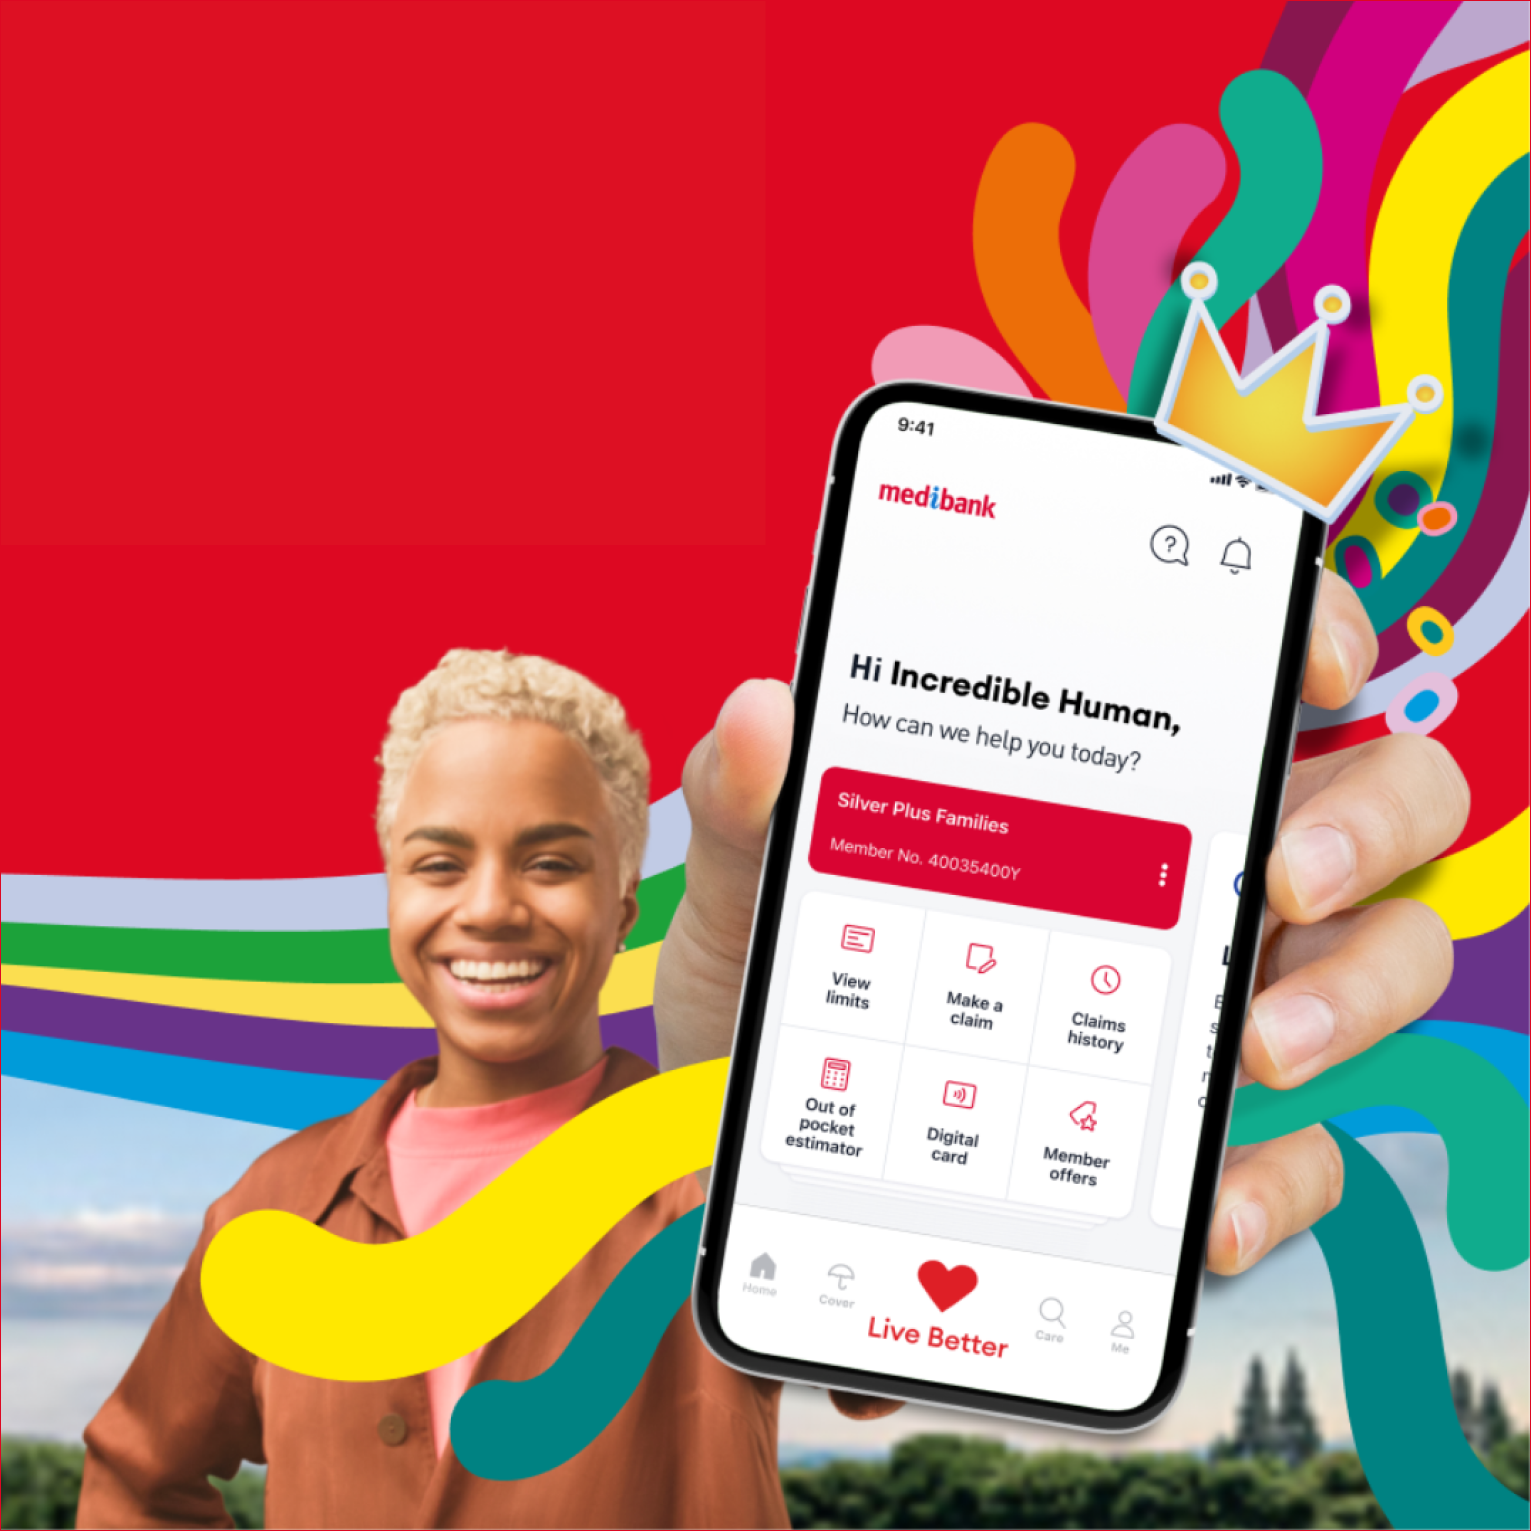 9:41
medibank
?
Hi Incredible Human,
How can we help you today?
Silver Plus Families
Member No. 40035400Y
View
limits
Make a
claim
Claims
history
Out of
pocket
estimator
Digital
card
Member
offers
Home
Cover
Live Better
Care
Me